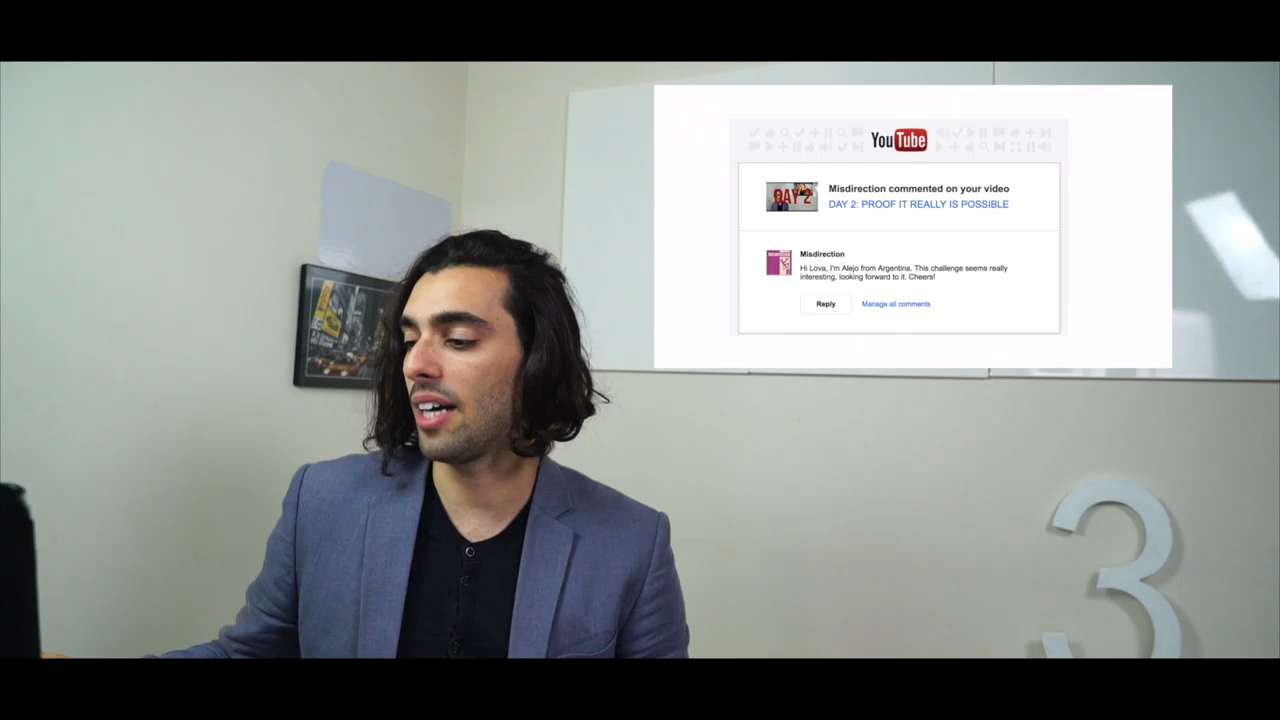 YouTube
DAY 2
Misdirection commented on your video
DAY 2: PROOF IT REALLY IS POSSIBLE
Misdirection
Hi Lova, I'm Alejo from Argentina. This challenge seems really
interesting, looking forward to it. Cheers!
Reply
Manage all comments
3